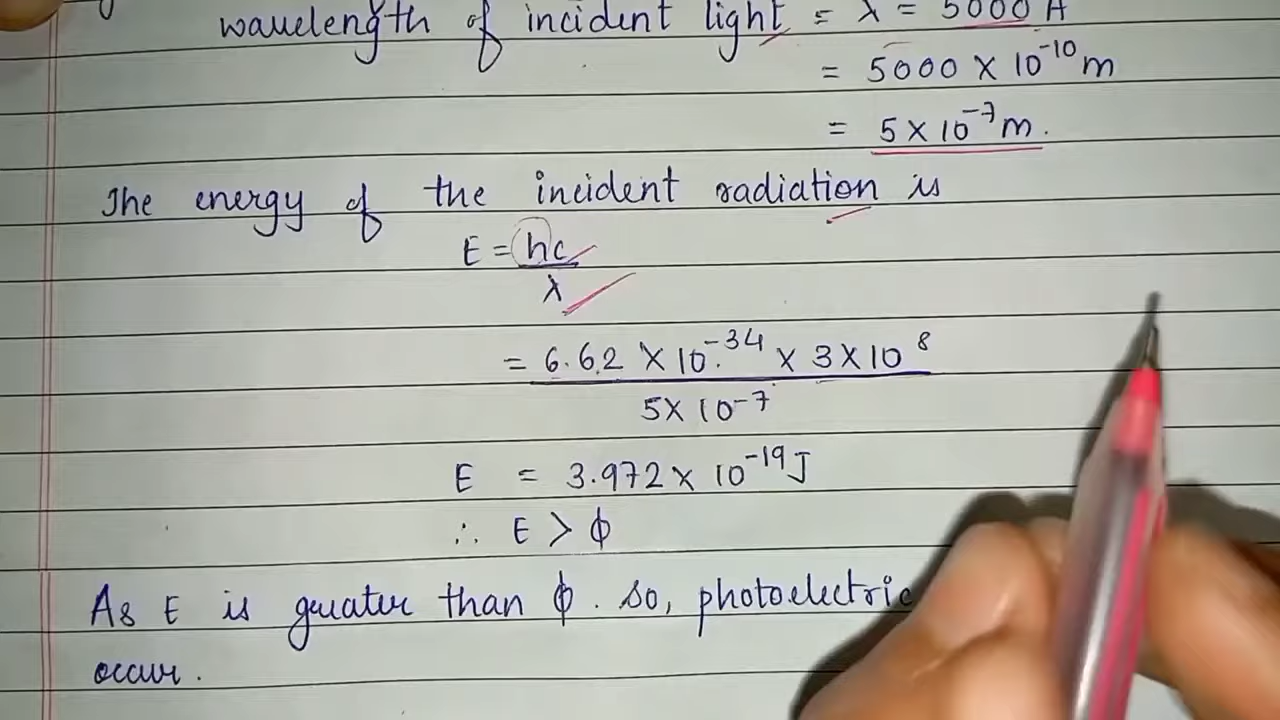 wavelength of incident light = λ = 5000 A
= 5000 × 10⁻¹⁰ m
= 5 × 10⁻⁷ m.
The energy of the incident radiation is
E = hc
λ
= 6.62 × 10⁻³⁴ × 3 × 10⁸
5 × 10⁻⁷
E = 3.972 × 10⁻¹⁹ J
∴ E > ϕ
As E is greater than ϕ. so, photoelectric
occur.